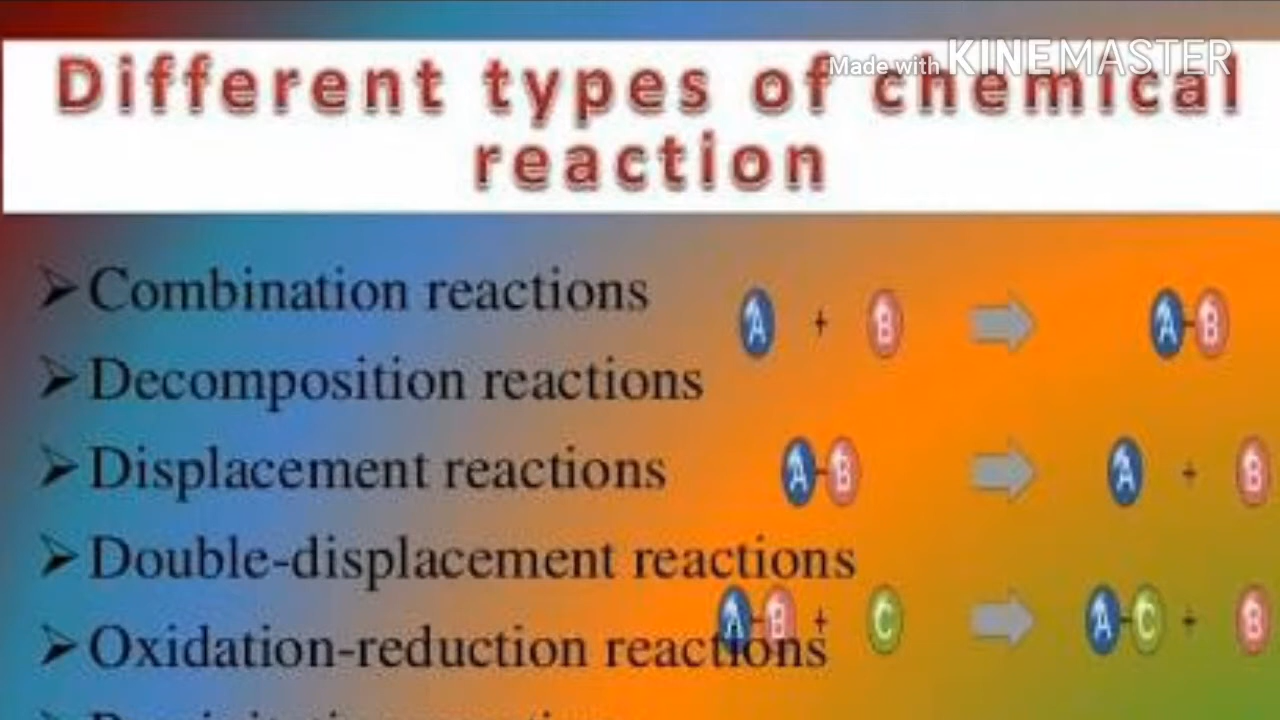 Made with KINEMASTER
Different types of chemical
reaction
➢Combination reactions
A + B A-B
➢Decomposition reactions
➢Displacement reactions
A-B A + B
➢Double-displacement reactions
A-B + C A-C + B
➢Oxidation-reduction reactions